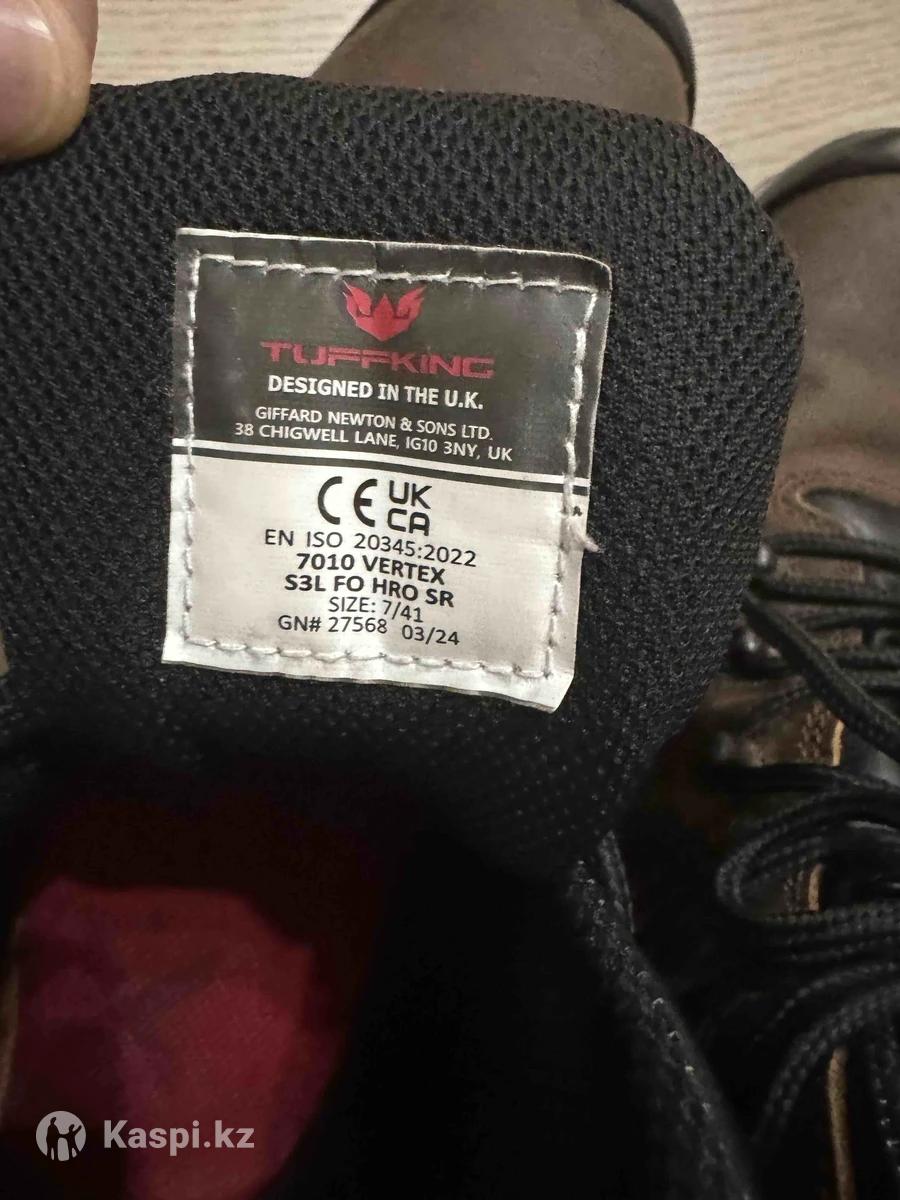 TUFFKING
DESIGNED IN THE U.K.
GIFFARD NEWTON & SONS LTD.
38 CHIGWELL LANE, IG10 3NY, UK
CE UK
CA
EN ISO 20345:2022
7010 VERTEX
S3L FO HRO SR
SIZE: 7/41
GN# 27568 03/24
Kaspi.kz